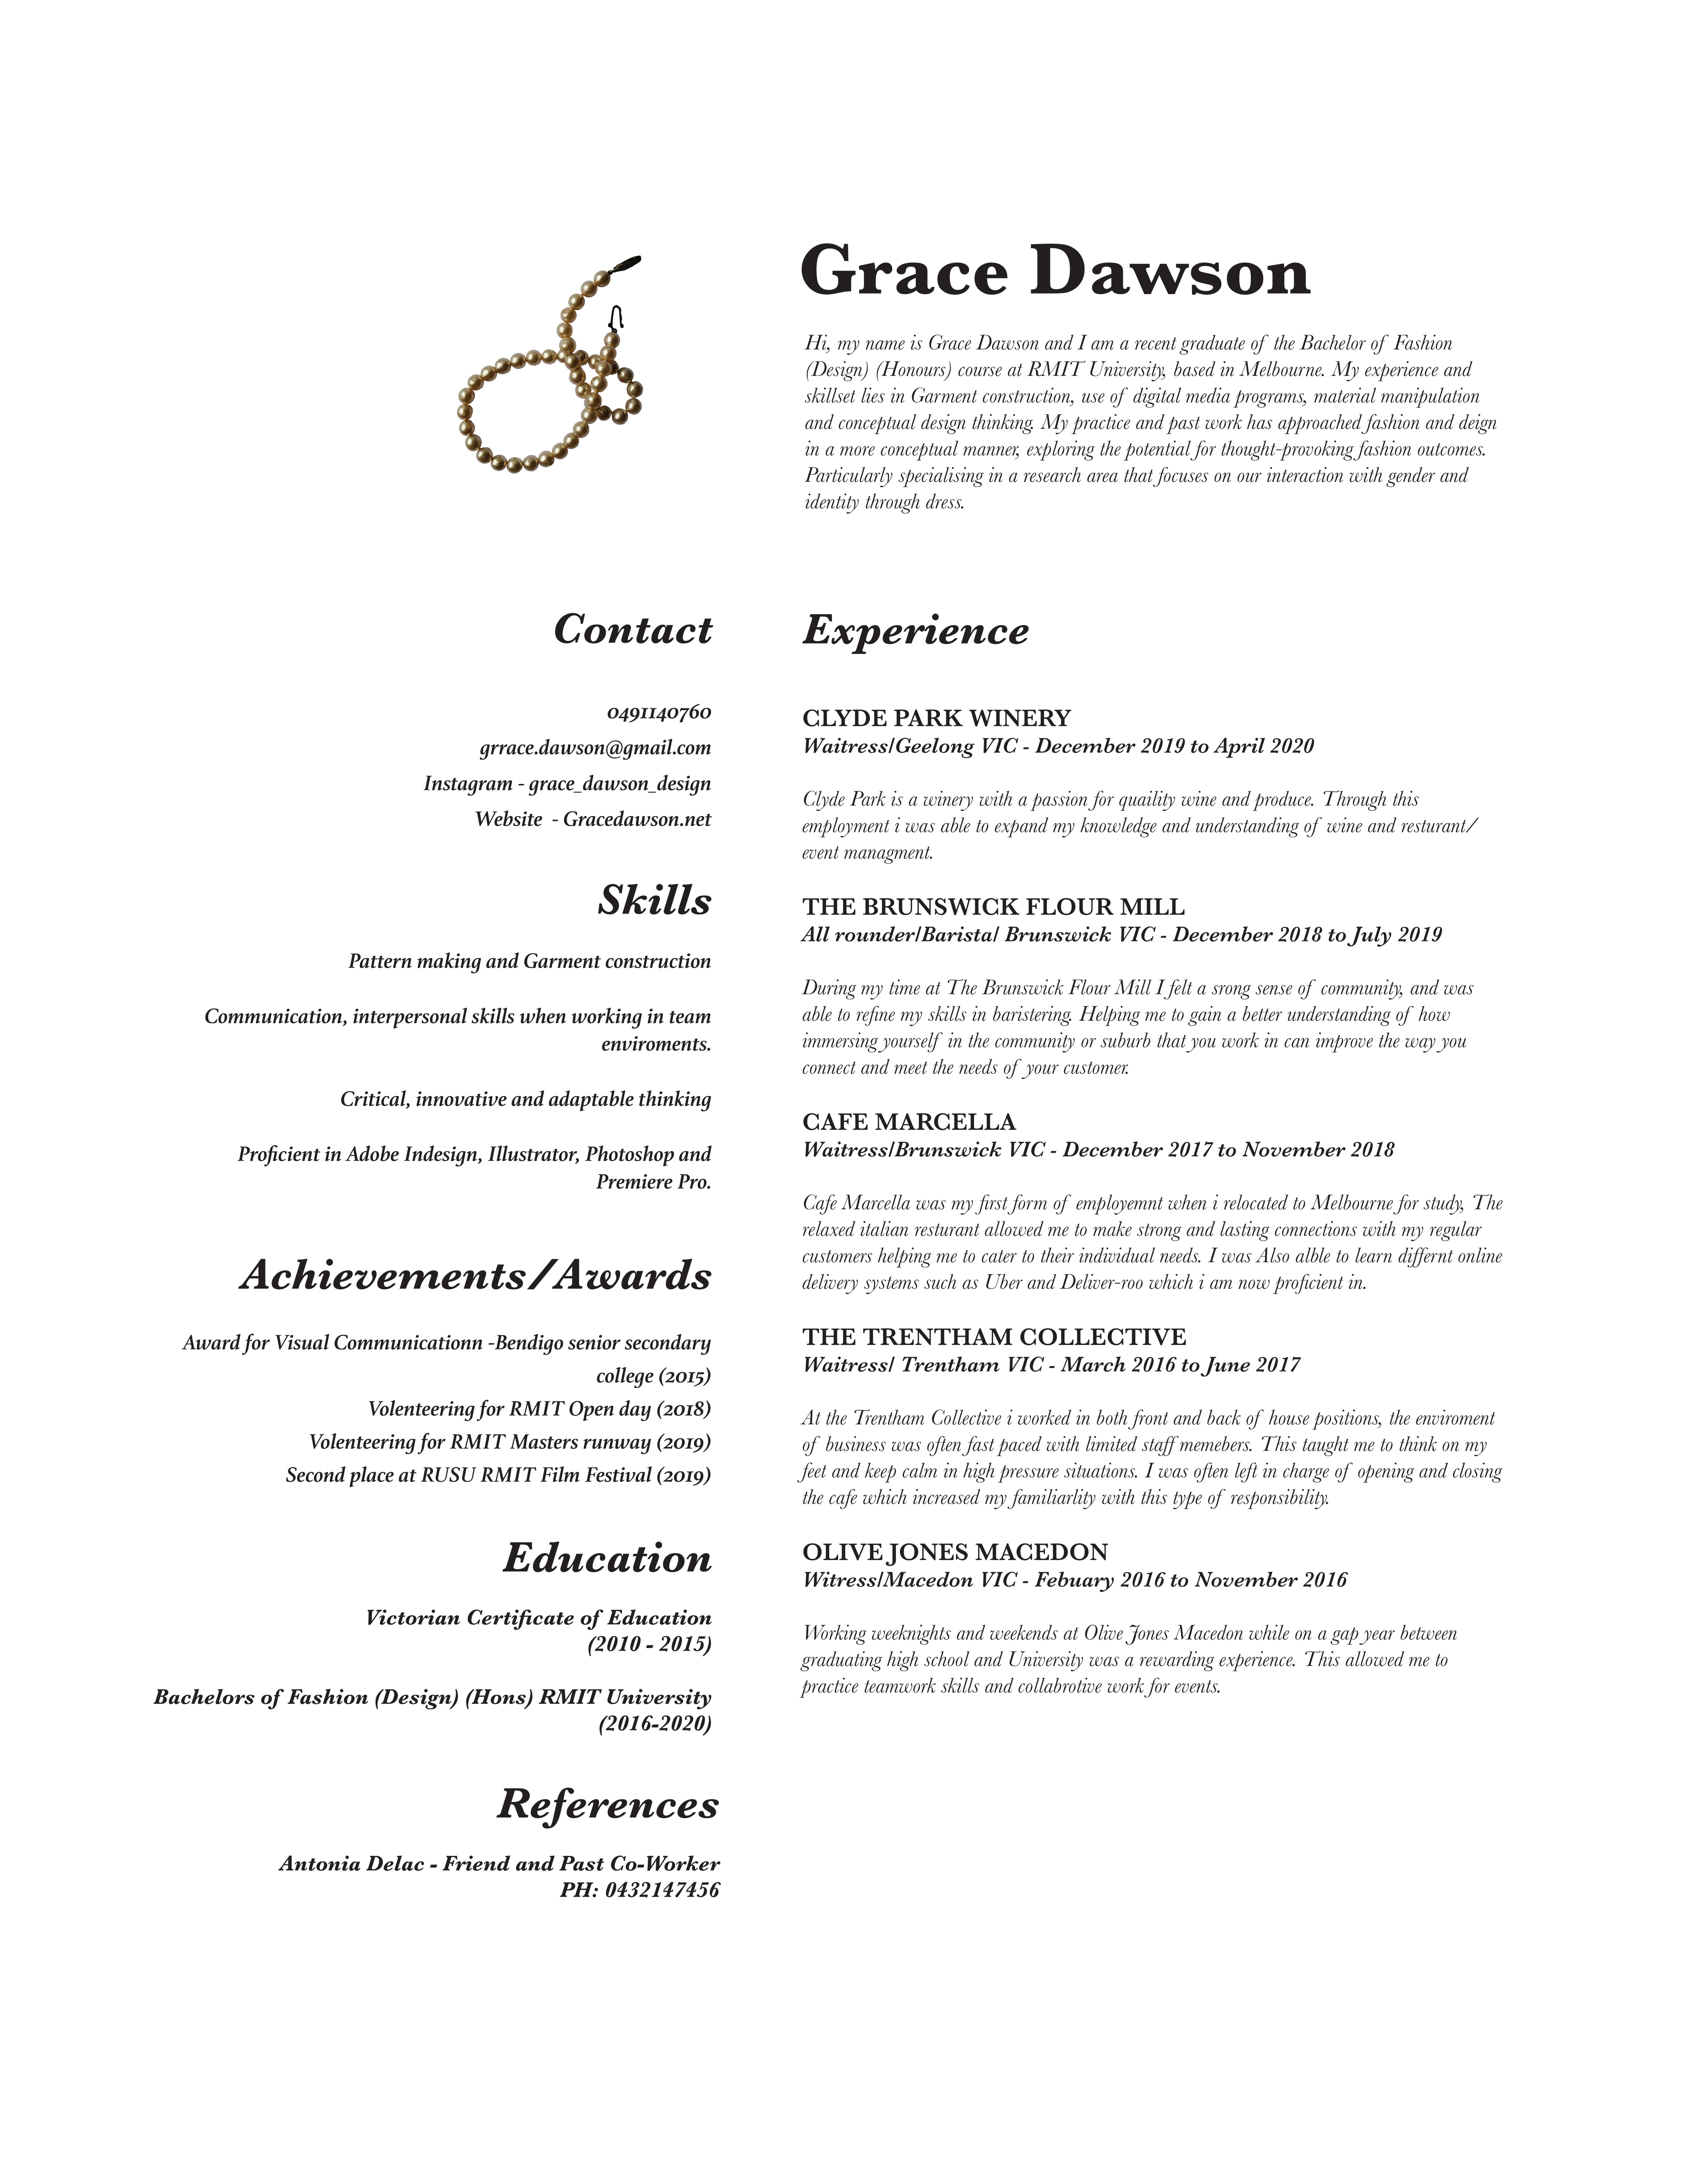 Grace Dawson
Hi, my name is Grace Dawson and I am a recent graduate of the Bachelor of Fashion
(Design) (Honours) course at RMIT University, based in Melbourne. My experience and
skillset lies in Garment construction, use of digital media programs, material manipulation
and conceptual design thinking. My practice and past work has approached fashion and deign
in a more conceptual manner, exploring the potential for thought-provoking fashion outcomes.
Particularly specialising in a research area that focuses on our interaction with gender and
identity through dress.
Contact
0491140760
grrace.dawson@gmail.com
Instagram - grace_dawson_design
Website  - Gracedawson.net
Skills
Pattern making and Garment construction
Communication, interpersonal skills when working in team
enviroments.
Critical, innovative and adaptable thinking
Proficient in Adobe Indesign, Illustrator, Photoshop and
Premiere Pro.
Achievements/Awards
Award for Visual Communicationn -Bendigo senior secondary
college (2015)
Volenteering for RMIT Open day (2018)
Volenteering for RMIT Masters runway (2019)
Second place at RUSU RMIT Film Festival (2019)
Education
Victorian Certificate of Education
(2010 - 2015)
Bachelors of Fashion (Design) (Hons) RMIT University
(2016-2020)
References
Antonia Delac - Friend and Past Co-Worker
PH: 0432147456
Experience
CLYDE PARK WINERY
Waitress/Geelong VIC - December 2019 to April 2020
Clyde Park is a winery with a passion for quaility wine and produce. Through this
employment i was able to expand my knowledge and understanding of wine and resturant/
event managment.
THE BRUNSWICK FLOUR MILL
All rounder/Barista/ Brunswick VIC - December 2018 to July 2019
During my time at The Brunswick Flour Mill I felt a srong sense of community, and was
able to refine my skills in baristering. Helping me to gain a better understanding of how
immersing yourself in the community or suburb that you work in can improve the way you
connect and meet the needs of your customer.
CAFE MARCELLA
Waitress/Brunswick VIC - December 2017 to November 2018
Cafe Marcella was my first form of employemnt when i relocated to Melbourne for study, The
relaxed italian resturant allowed me to make strong and lasting connections with my regular
customers helping me to cater to their individual needs. I was Also alble to learn differnt online
delivery systems such as Uber and Deliver-roo which i am now proficient in.
THE TRENTHAM COLLECTIVE
Waitress/ Trentham VIC - March 2016 to June 2017
At the Trentham Collective i worked in both front and back of house positions, the enviroment
of business was often fast paced with limited staff memebers. This taught me to think on my
feet and keep calm in high pressure situations. I was often left in charge of opening and closing
the cafe which increased my familiarlity with this type of responsibility.
OLIVE JONES MACEDON
Witress/Macedon VIC - Febuary 2016 to November 2016
Working weeknights and weekends at Olive Jones Macedon while on a gap year between
graduating high school and University was a rewarding experience. This allowed me to
practice teamwork skills and collabrotive work for events.